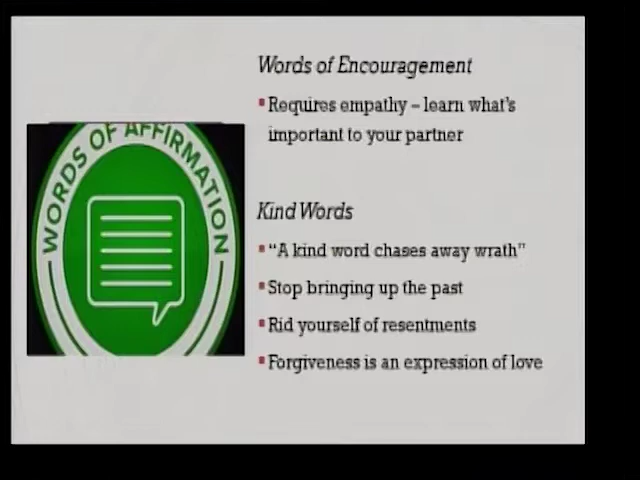 WORDS OF AFFIRMATION
Words of Encouragement
Requires empathy – learn what's
important to your partner
Kind Words
"A kind word chases away wrath"
Stop bringing up the past
Rid yourself of resentments
Forgiveness is an expression of love